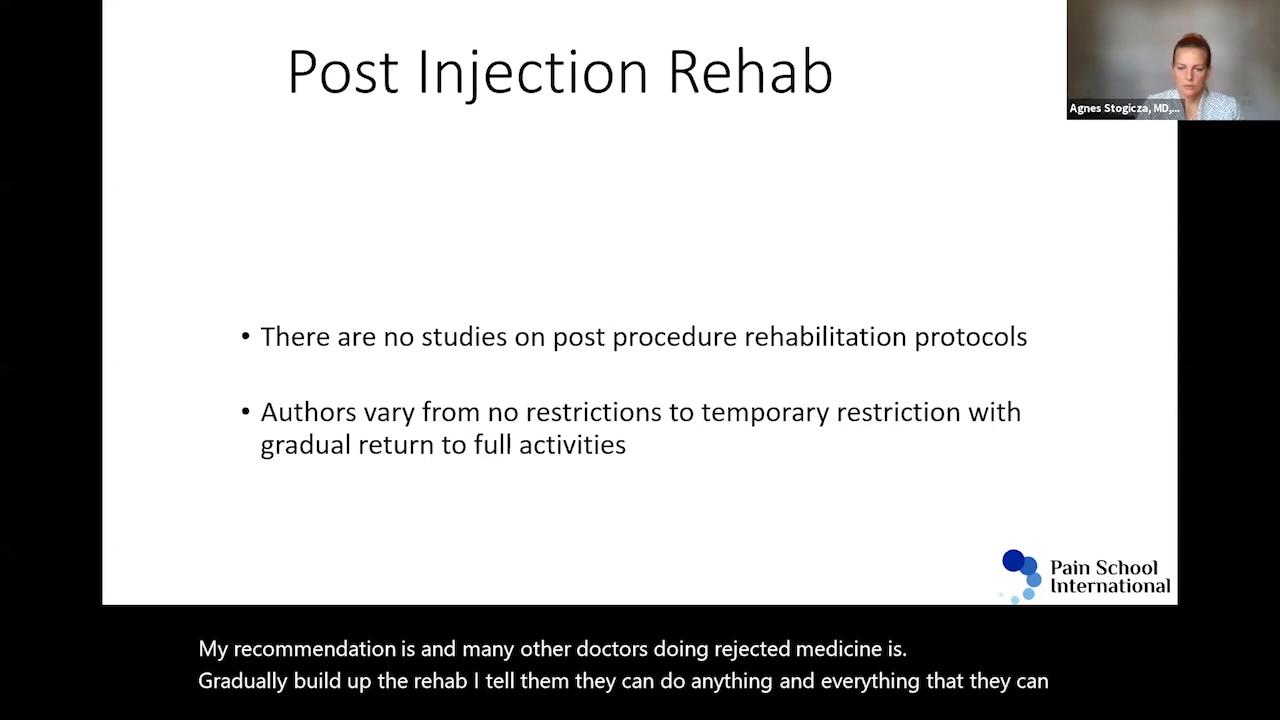 Post Injection Rehab
Agnes Stogicza, MD,...
• There are no studies on post procedure rehabilitation protocols
• Authors vary from no restrictions to temporary restriction with
gradual return to full activities
Pain School
International
My recommendation is and many other doctors doing rejected medicine is.
Gradually build up the rehab I tell them they can do anything and everything that they can